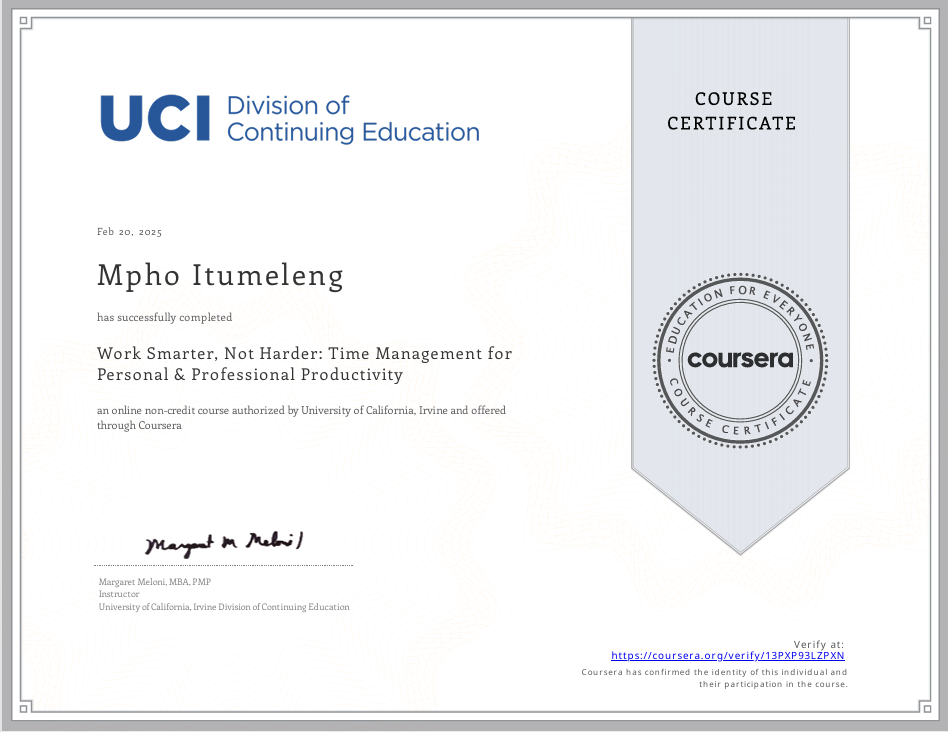 UCI Division of
Continuing Education
COURSE
CERTIFICATE
Feb 20, 2025
Mpho Itumeleng
has successfully completed
Work Smarter, Not Harder: Time Management for
Personal & Professional Productivity
an online non-credit course authorized by University of California, Irvine and offered
through Coursera
EDUCATION FOR EVERYONE
coursera
COURSE CERTIFICATE
Margaret M Meloni
Margaret Meloni, MBA, PMP
Instructor
University of California, Irvine Division of Continuing Education
Verify at:
https://coursera.org/verify/13PXP93LZPXN
Coursera has confirmed the identity of this individual and
their participation in the course.